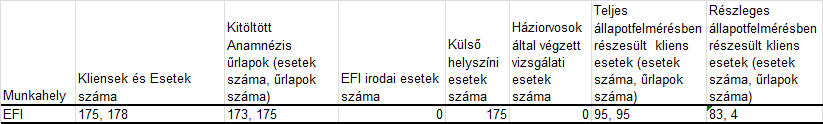 Munkahely
Kliensek és Esetek
száma
Kitöltött
Anamnézis
űrlapok (esetek
száma, űrlapok
száma)
EFI irodai esetek
száma
Külső
helyszíni
esetek
száma
Háziorvosok
által végzett
vizsgálati
esetek
száma
Teljes
állapotfelmérésben
részesült  kliens
esetek (esetek
száma, űrlapok
száma)
Részleges
állapotfelmérésben
részesült kliens
esetek (esetek
száma, űrlapok
száma)
EFI 175, 178 173, 175 0 175 0 95, 95 83, 4